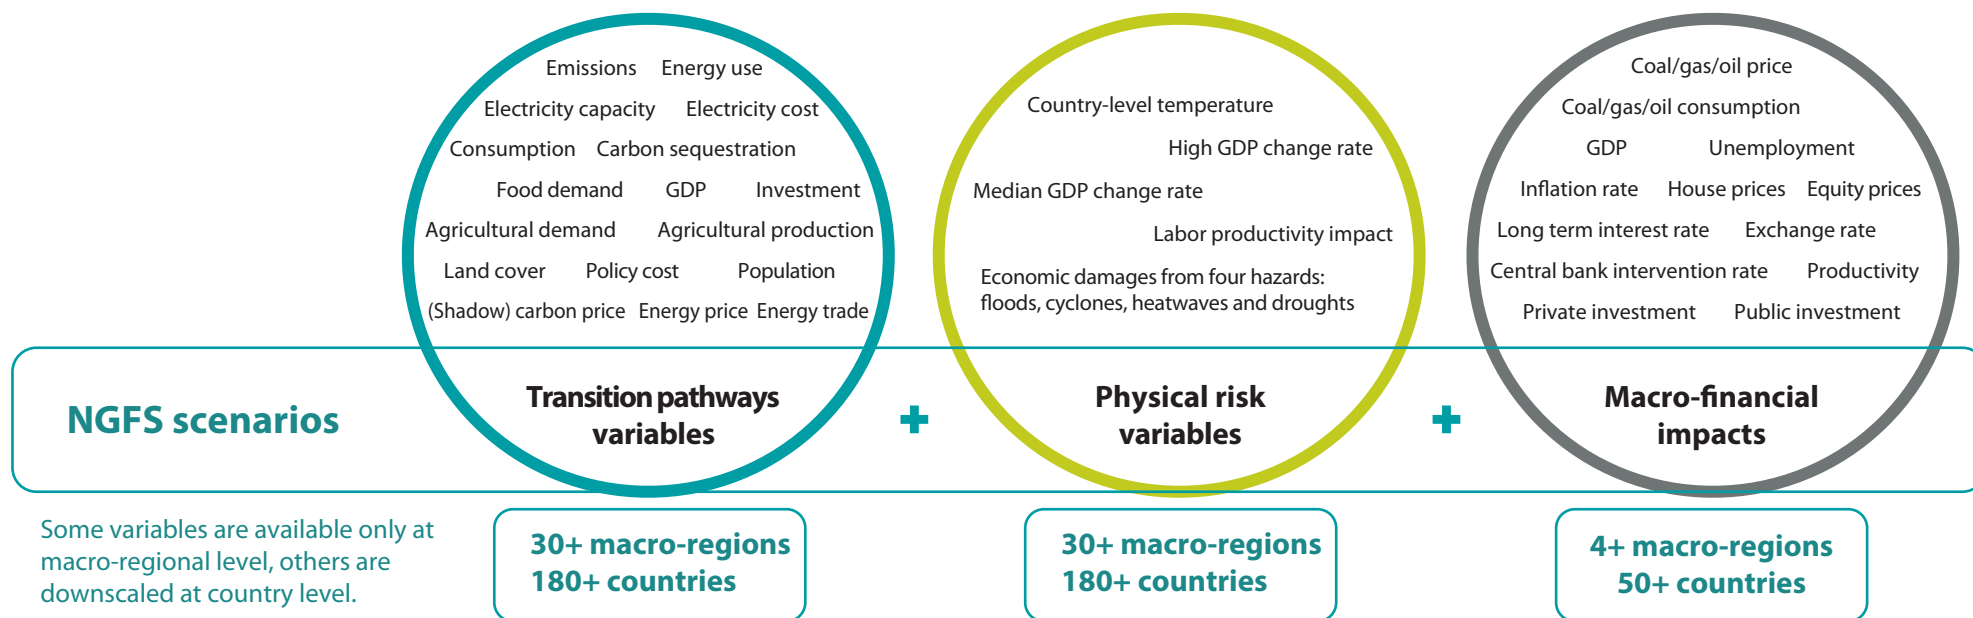 Emissions Energy use
Electricity capacity Electricity cost
Consumption Carbon sequestration
Food demand GDP Investment
Agricultural demand Agricultural production
Land cover Policy cost Population
(Shadow) carbon price Energy price Energy trade
Country-level temperature
High GDP change rate
Median GDP change rate
Labor productivity impact
Economic damages from four hazards:
floods, cyclones, heatwaves and droughts
Coal/gas/oil price
Coal/gas/oil consumption
GDP Unemployment
Inflation rate House prices Equity prices
Long term interest rate Exchange rate
Central bank intervention rate Productivity
Private investment Public investment
NGFS scenarios
Transition pathways
variables
+
Physical risk
variables
+
Macro-financial
impacts
Some variables are available only at
macro-regional level, others are
downscaled at country level.
30+ macro-regions
180+ countries
30+ macro-regions
180+ countries
4+ macro-regions
50+ countries